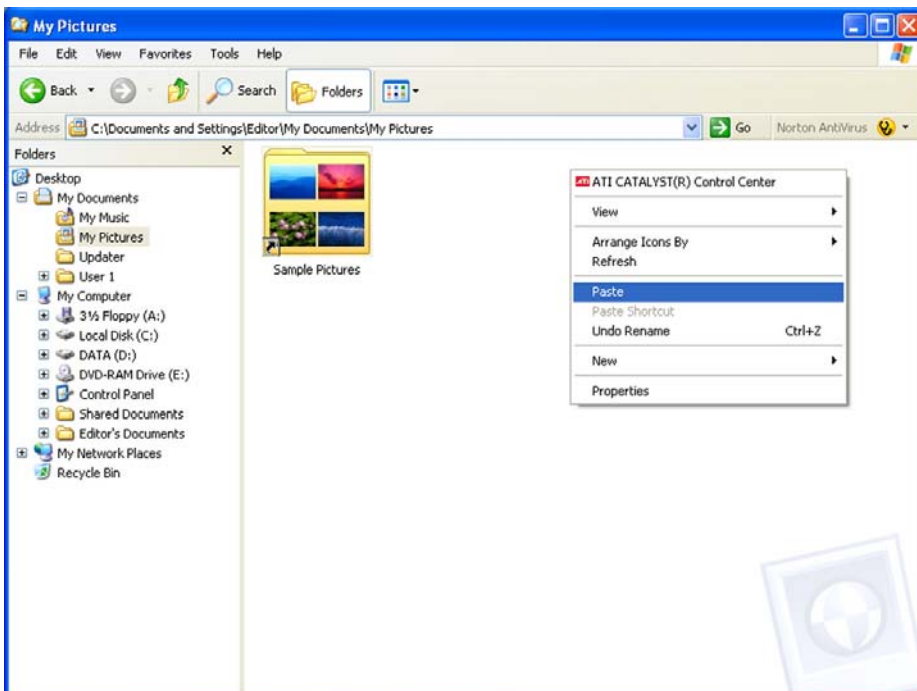 My Pictures
File Edit View Favorites Tools Help
Back Search Folders
Address C:\Documents and Settings\Editor\My Documents\My Pictures Go Norton AntiVirus
Folders
Desktop
My Documents
My Music
My Pictures
Updater
User 1
My Computer
3½ Floppy (A:)
Local Disk (C:)
DATA (D:)
DVD-RAM Drive (E:)
Control Panel
Shared Documents
Editor's Documents
My Network Places
Recycle Bin
Sample Pictures
ATI ATI CATALYST(R) Control Center
View
Arrange Icons By
Refresh
Paste
Paste Shortcut
Undo Rename Ctrl+Z
New
Properties